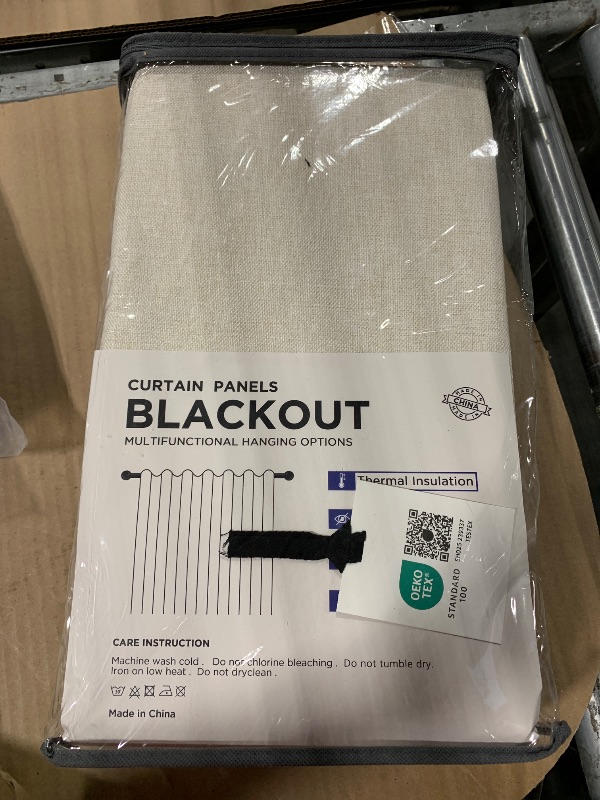 CURTAIN PANELS
BLACKOUT
MULTIFUNCTIONAL HANGING OPTIONS
MADE IN
CHINA
Thermal Insulation
OEKO
TEX®
STANDARD
100
TESTEX
CARE INSTRUCTION
Machine wash cold . Do not chlorine bleaching . Do not tumble dry.
Iron on low heat . Do not dryclean .
Made in China